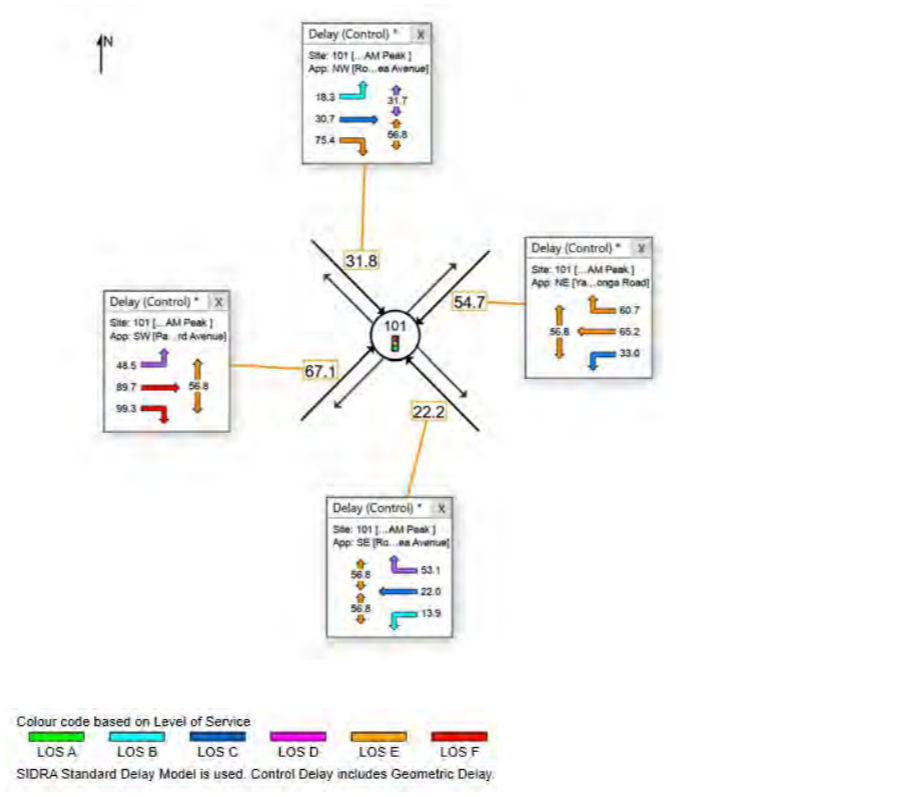 N
Delay (Control) * X
Site: 101 [...AM Peak ]
App: NW [Ro...ea Avenue]
18.3
31.7
30.7
56.8
75.4
31.8
Delay (Control) * X
Site: 101 [...AM Peak ]
App: NE [Ya...onga Road]
60.7
56.8
65.2
33.0
54.7
101
Delay (Control) * X
Site: 101 [...AM Peak ]
App: SW [Pa...rd Avenue]
48.5
89.7
56.8
99.3
67.1
22.2
Delay (Control) * X
Site: 101 [...AM Peak ]
App: SE [Ro...ea Avenue]
56.8
53.1
22.0
56.8
13.9
Colour code based on Level of Service
LOS A LOS B LOS C LOS D LOS E LOS F
SIDRA Standard Delay Model is used. Control Delay includes Geometric Delay.